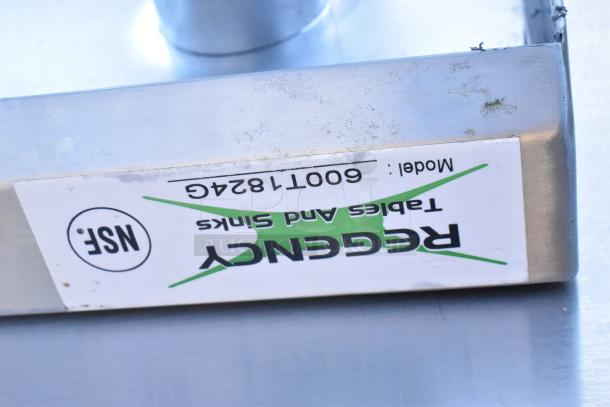 REGENCY
Tables And Sinks
Model : 600T1824G
NSF®